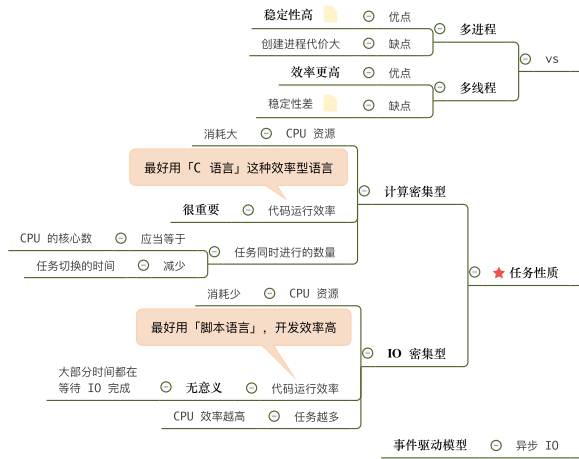 稳定性高
优点
多进程
创建进程代价大
缺点
vs
效率更高
优点
多线程
稳定性差
缺点
消耗大
CPU 资源
最好用「C 语言」这种效率型语言
计算密集型
很重要
代码运行效率
CPU 的核心数
应当等于
任务同时进行的数量
任务切换的时间
减少
任务性质
消耗少
CPU 资源
最好用「脚本语言」，开发效率高
IO 密集型
大部分时间都在
等待 IO 完成
无意义
代码运行效率
CPU 效率越高
任务越多
事件驱动模型
异步 IO